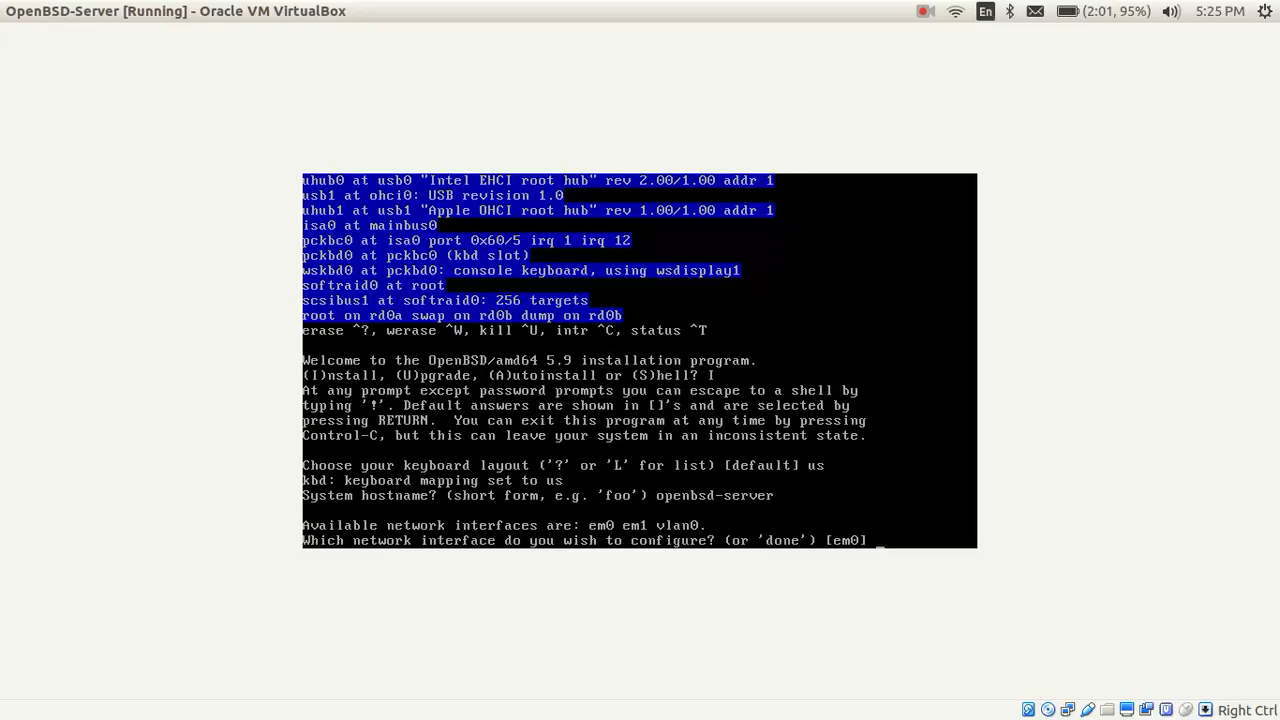 OpenBSD-Server [Running] - Oracle VM VirtualBox
En
(2:01, 95%)
5:25 PM
uhub0 at usb0 "Intel EHCI root hub" rev 2.00/1.00 addr 1
usb1 at ohci0: USB revision 1.0
uhub1 at usb1 "Apple OHCI root hub" rev 1.00/1.00 addr 1
isa0 at mainbus0
pckbc0 at isa0 port 0x60/5 irq 1 irq 12
pckbd0 at pckbc0 (kbd slot)
wskbd0 at pckbd0: console keyboard, using wsdisplay1
softraid0 at root
scsibus1 at softraid0: 256 targets
root on rd0a swap on rd0b dump on rd0b
erase ^?, werase ^W, kill ^U, intr ^C, status ^T
Welcome to the OpenBSD/amd64 5.9 installation program.
(I)nstall, (U)pgrade, (A)utoinstall or (S)hell? I
At any prompt except password prompts you can escape to a shell by
typing '!'. Default answers are shown in []'s and are selected by
pressing RETURN.  You can exit this program at any time by pressing
Control-C, but this can leave your system in an inconsistent state.
Choose your keyboard layout ('?' or 'L' for list) [default] us
kbd: keyboard mapping set to us
System hostname? (short form, e.g. 'foo') openbsd-server
Available network interfaces are: em0 em1 vlan0.
Which network interface do you wish to configure? (or 'done') [em0] _
Right Ctrl